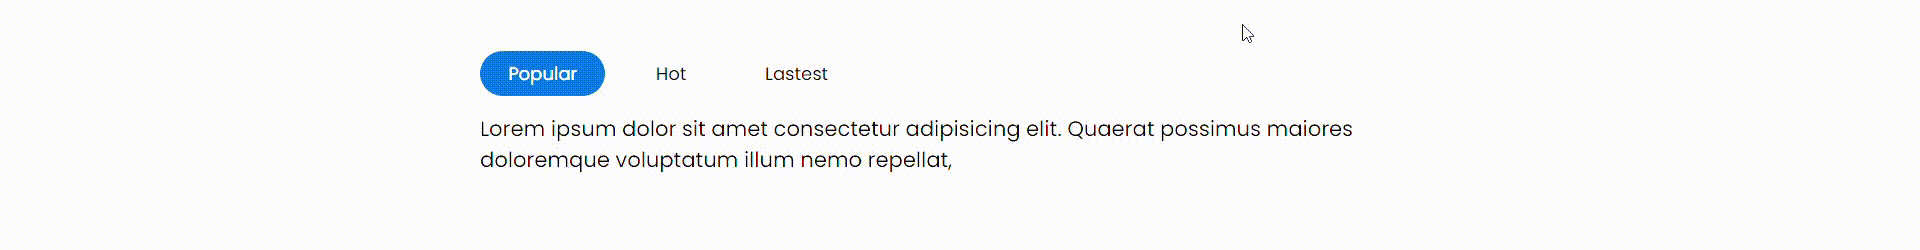 Popular Hot Lastest
Lorem ipsum dolor sit amet consectetur adipisicing elit. Quaerat possimus maiores
doloremque voluptatum illum nemo repellat,